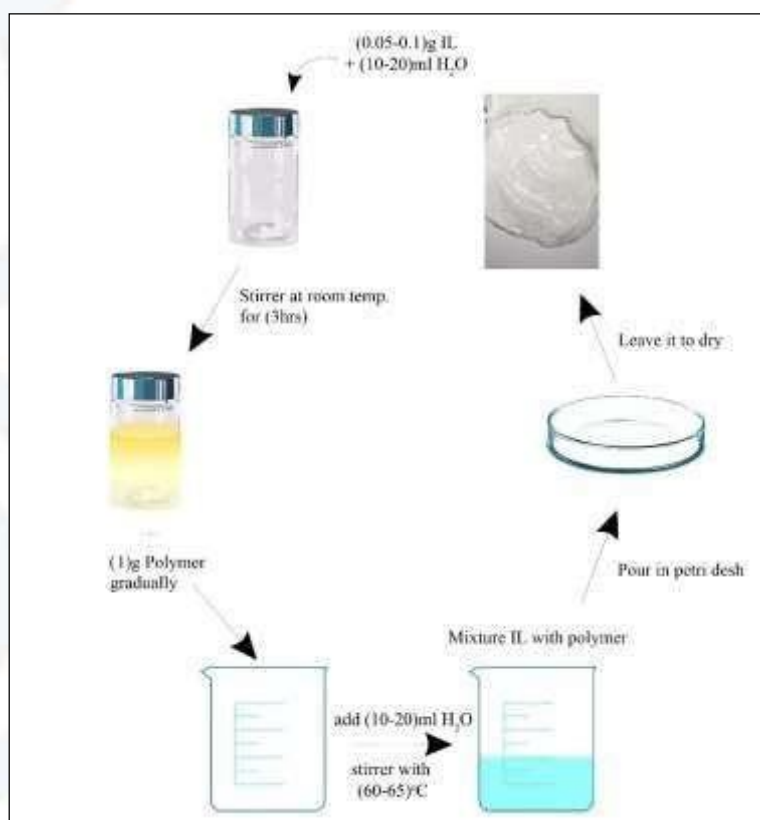 (0.05-0.1)g IL
+ (10-20)ml H₂O
Stirrer at room temp.
for (3hrs)
(1)g Polymer
gradually
add (10-20)ml H₂O
stirrer with
(60-65)ºC
Mixture IL with polymer
Pour in petri desh
Leave it to dry